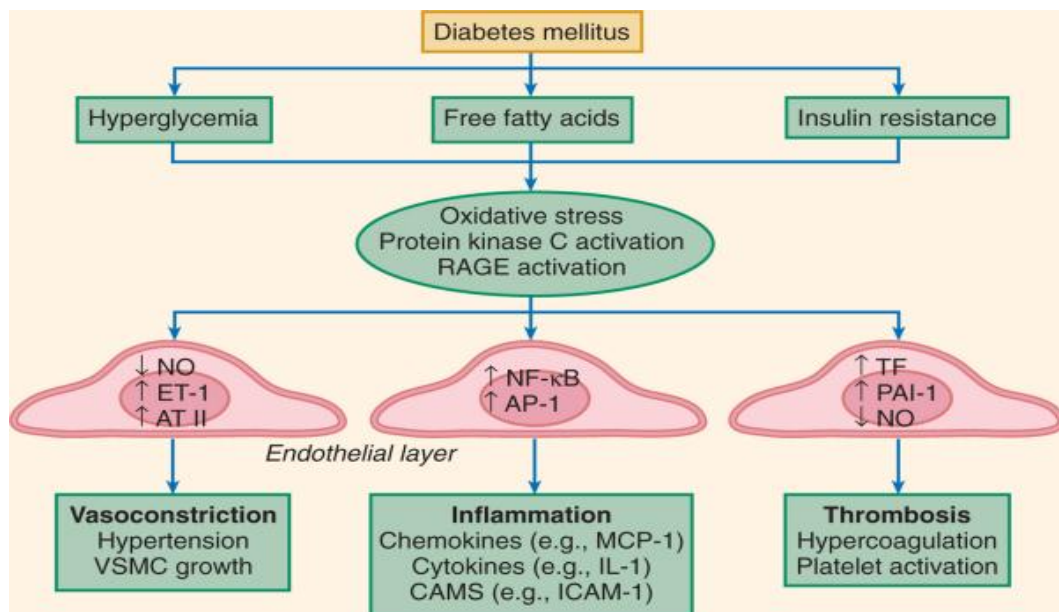 Diabetes mellitus
Hyperglycemia
Free fatty acids
Insulin resistance
Oxidative stress
Protein kinase C activation
RAGE activation
↓ NO
↑ ET-1
↑ AT II
↑ NF-κB
↑ AP-1
↑ TF
↑ PAI-1
↓ NO
Endothelial layer
Vasoconstriction
Hypertension
VSMC growth
Inflammation
Chemokines (e.g., MCP-1)
Cytokines (e.g., IL-1)
CAMS (e.g., ICAM-1)
Thrombosis
Hypercoagulation
Platelet activation